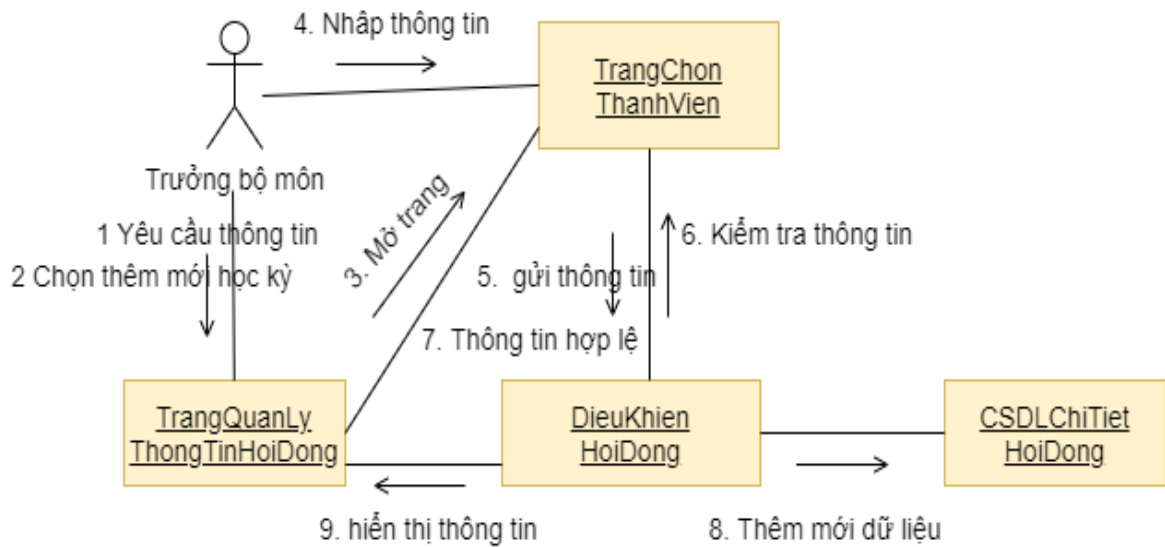 4. Nhâp thông tin
TrangChon
ThanhVien
Trưởng bộ môn
1 Yêu cầu thông tin
2 Chọn thêm mới học kỳ
3. Mở trang
5. gửi thông tin
6. Kiểm tra thông tin
7. Thông tin hợp lệ
TrangQuanLy
ThongTinHoiDong
DieuKhien
HoiDong
CSDLChiTiet
HoiDong
9. hiển thị thông tin
8. Thêm mới dữ liệu